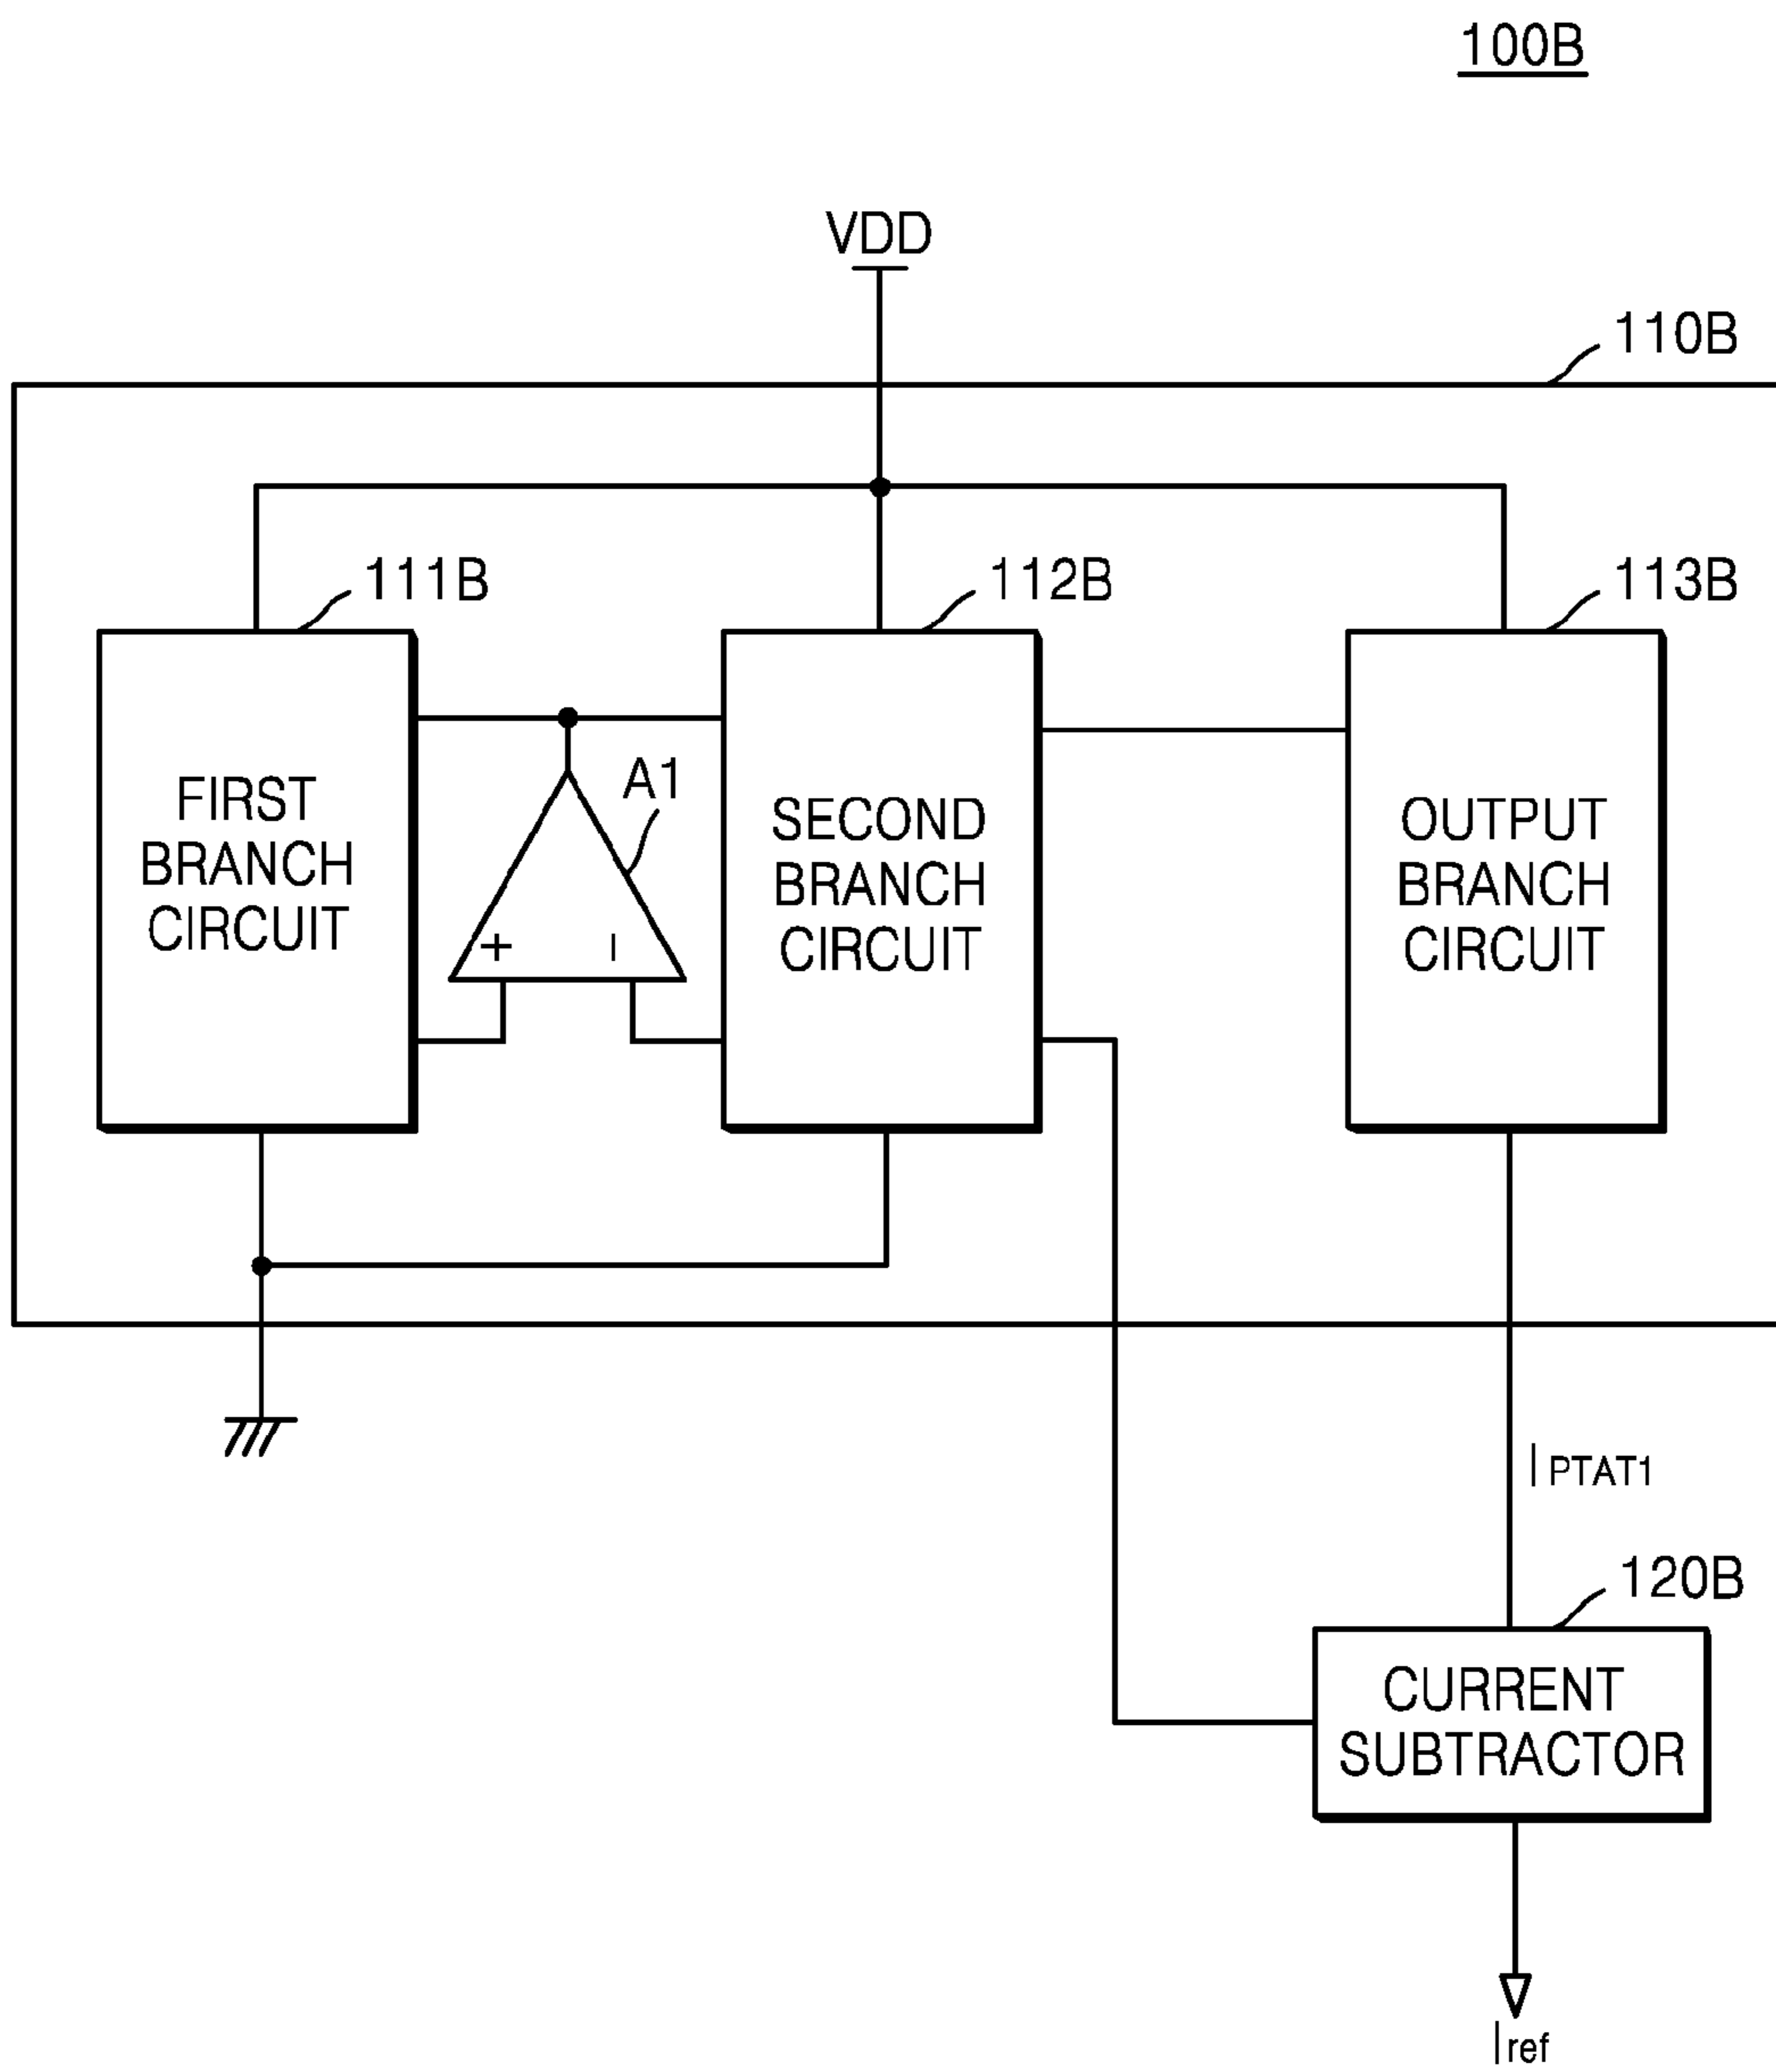 100B
VDD
110B
111B
112B
113B
FIRST
BRANCH
CIRCUIT
A1
+ −
SECOND
BRANCH
CIRCUIT
OUTPUT
BRANCH
CIRCUIT
IPTAT1
120B
CURRENT
SUBTRACTOR
Iref